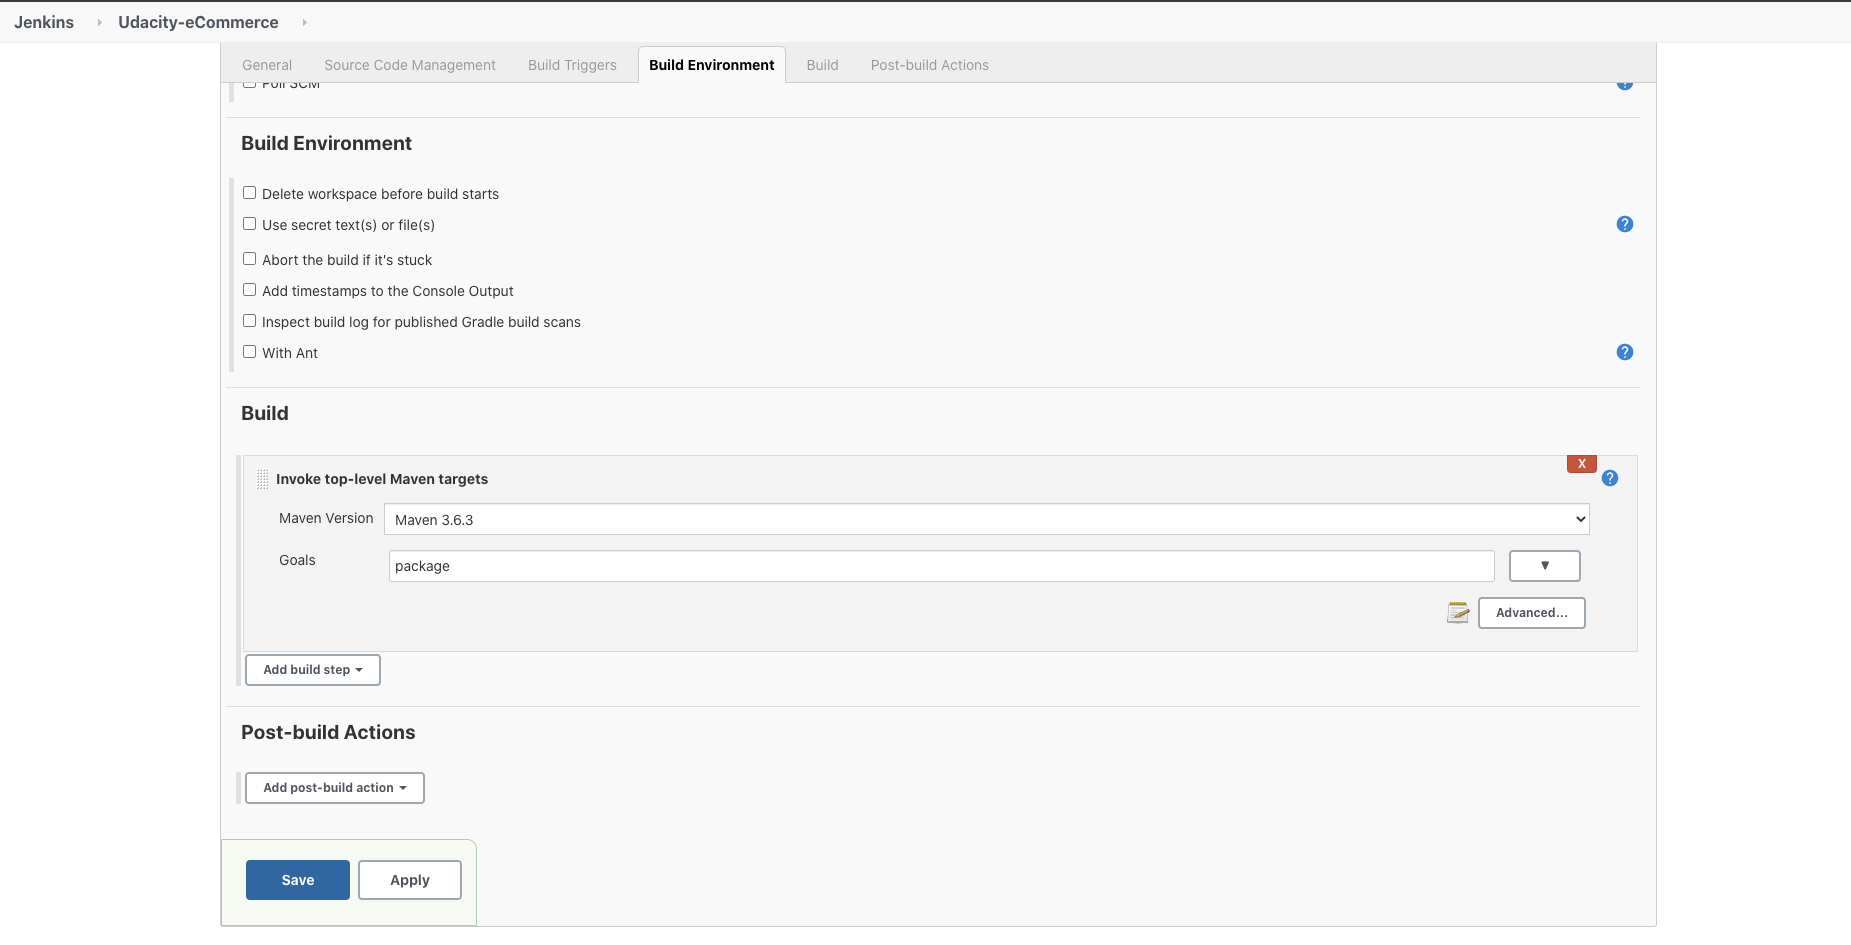 Jenkins Udacity-eCommerce
General Source Code Management Build Triggers Build Environment Build Post-build Actions
Poll SCM
Build Environment
Delete workspace before build starts
Use secret text(s) or file(s)
?
Abort the build if it's stuck
Add timestamps to the Console Output
Inspect build log for published Gradle build scans
With Ant
?
Build
X
Invoke top-level Maven targets
?
Maven Version Maven 3.6.3
Goals package
Advanced...
Add build step
Post-build Actions
Add post-build action
Save Apply